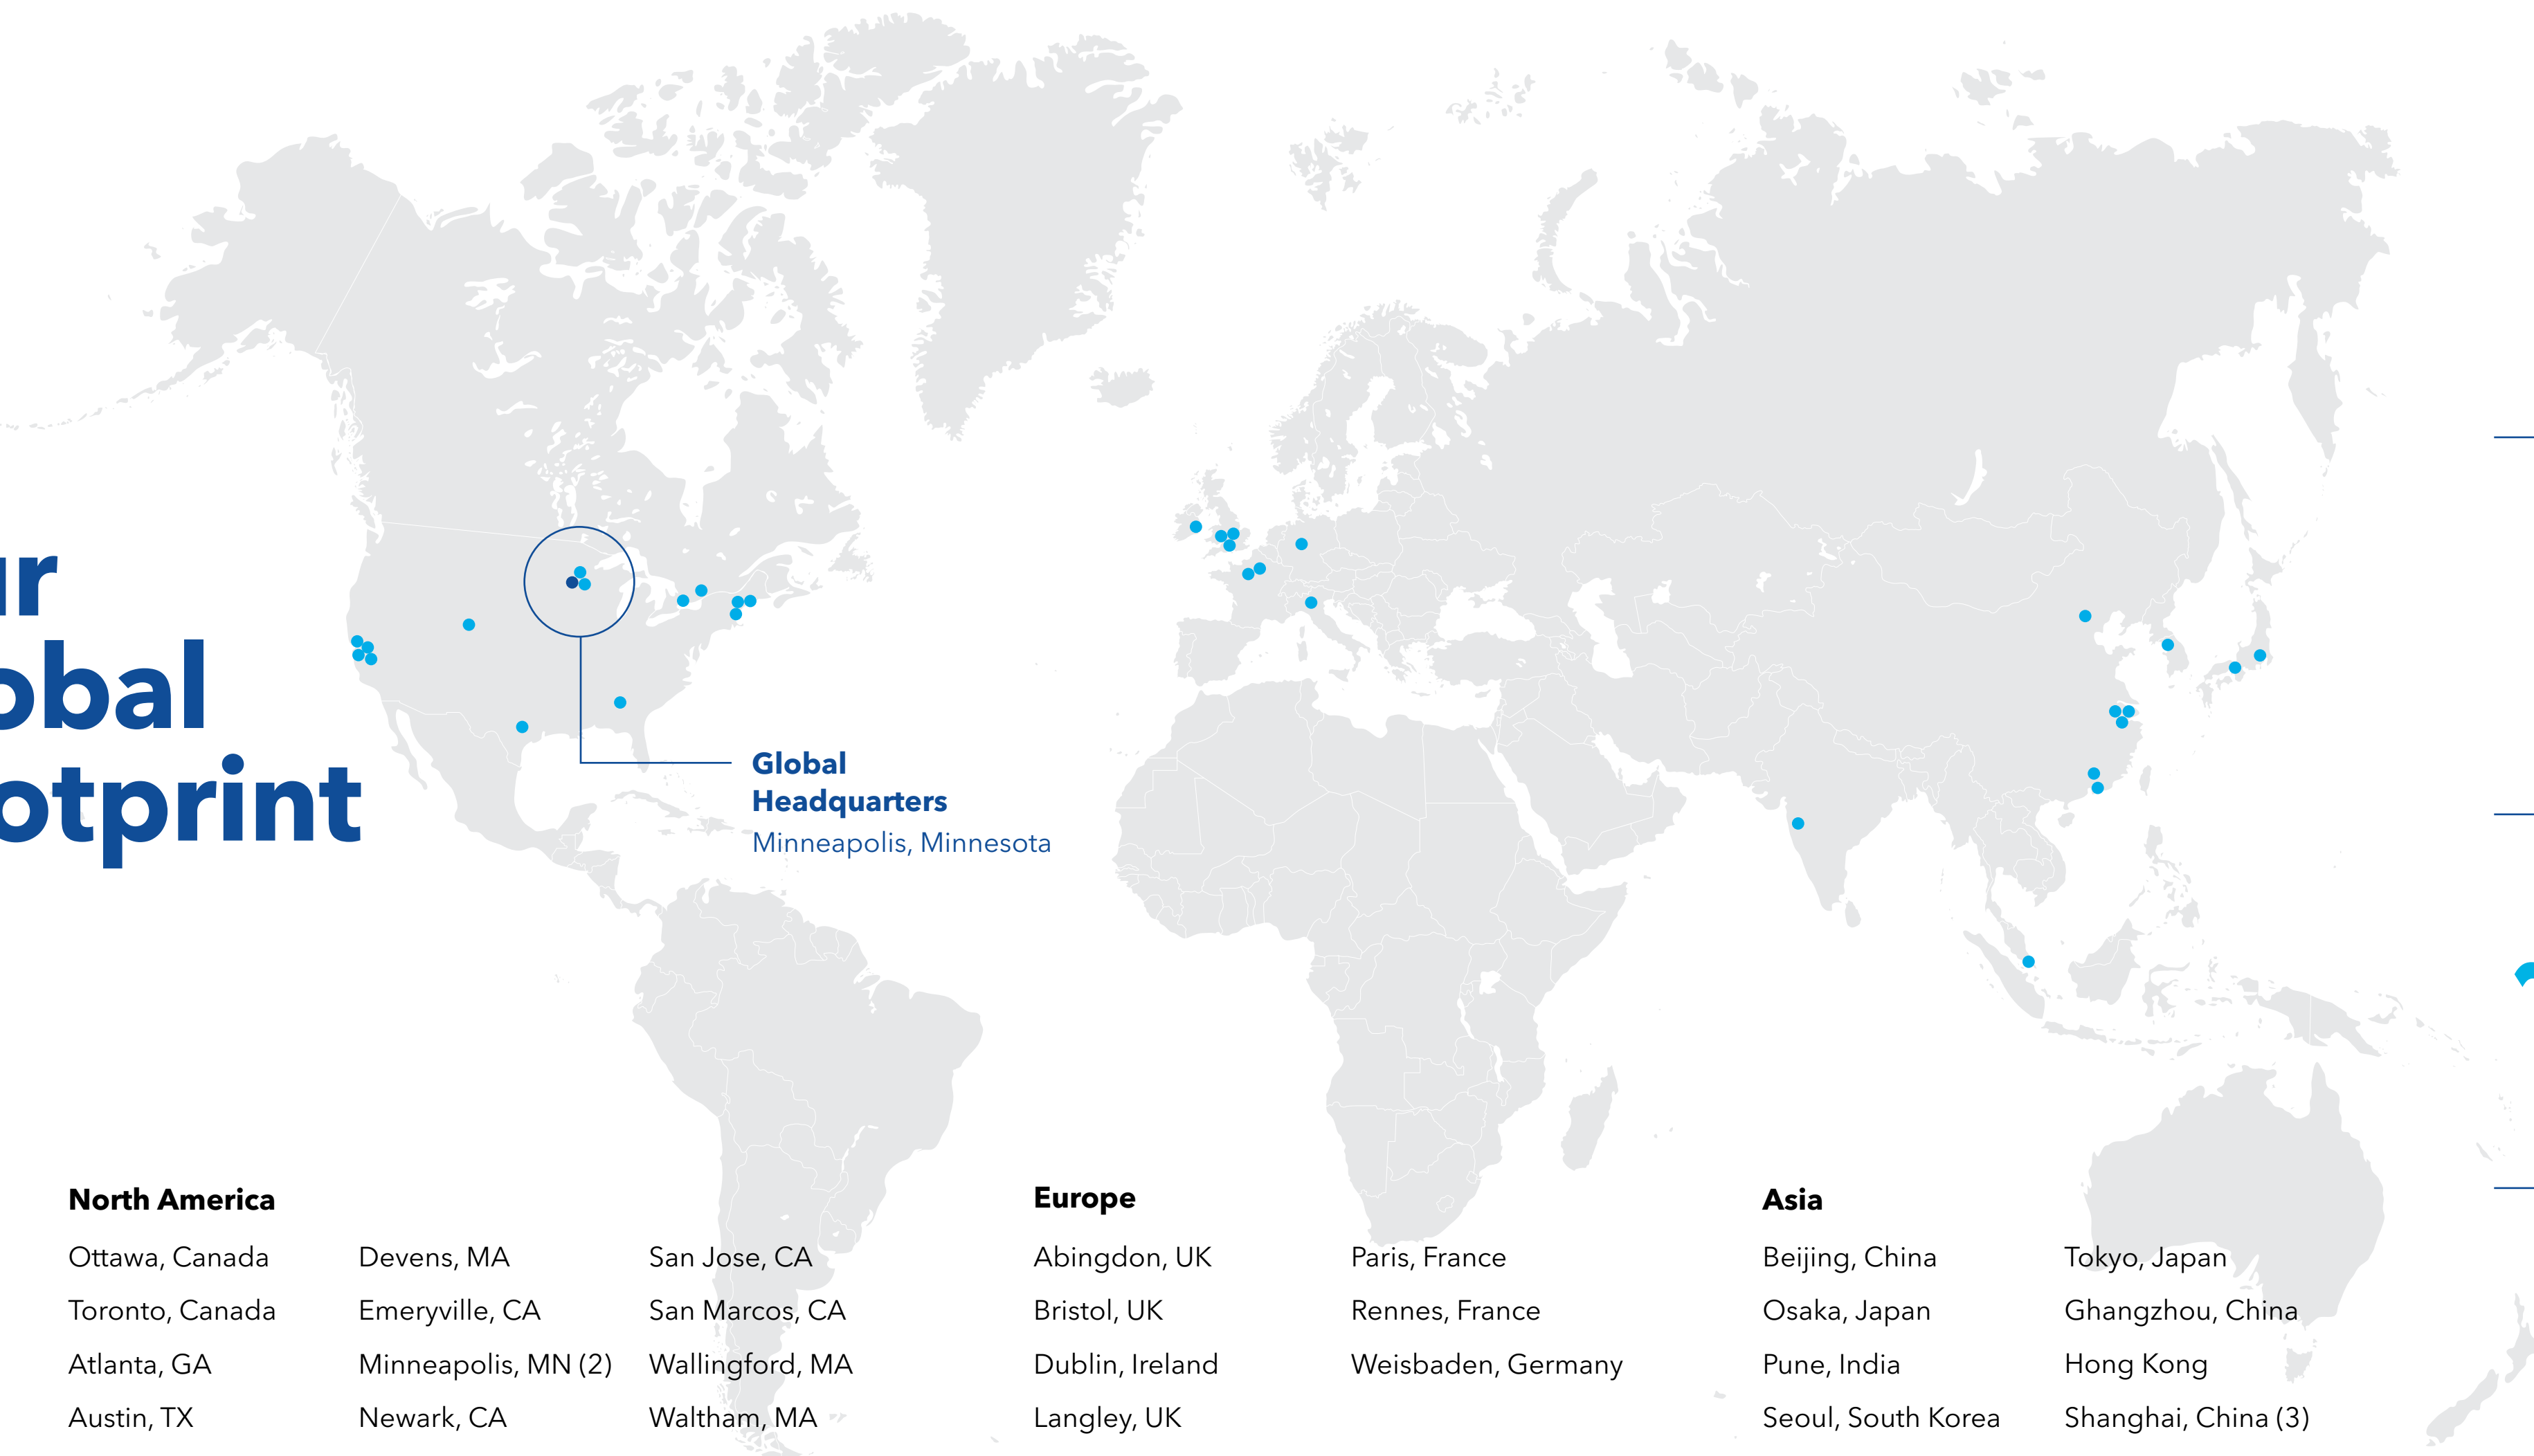 ur
obal
otprint
Global
Headquarters
Minneapolis, Minnesota
North America
Ottawa, Canada
Toronto, Canada
Atlanta, GA
Austin, TX
Devens, MA
Emeryville, CA
Minneapolis, MN (2)
Newark, CA
San Jose, CA
San Marcos, CA
Wallingford, MA
Waltham, MA
Europe
Abingdon, UK
Bristol, UK
Dublin, Ireland
Langley, UK
Paris, France
Rennes, France
Weisbaden, Germany
Asia
Beijing, China
Osaka, Japan
Pune, India
Seoul, South Korea
Tokyo, Japan
Ghangzhou, China
Hong Kong
Shanghai, China (3)